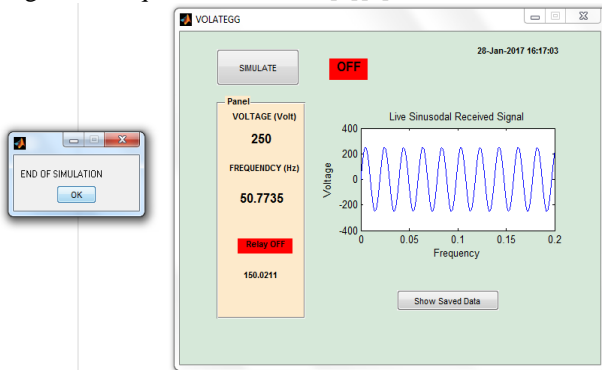 VOLATEGG
28-Jan-2017 16:17:03
SIMULATE
OFF
Panel
VOLTAGE (Volt)
250
FREQUENDCY (Hz)
50.7735
Relay OFF
150.0211
Live Sinusodal Received Signal
Voltage
400
200
0
-200
-400
0 0.05 0.1 0.15 0.2
Frequency
Show Saved Data
END OF SIMULATION
OK